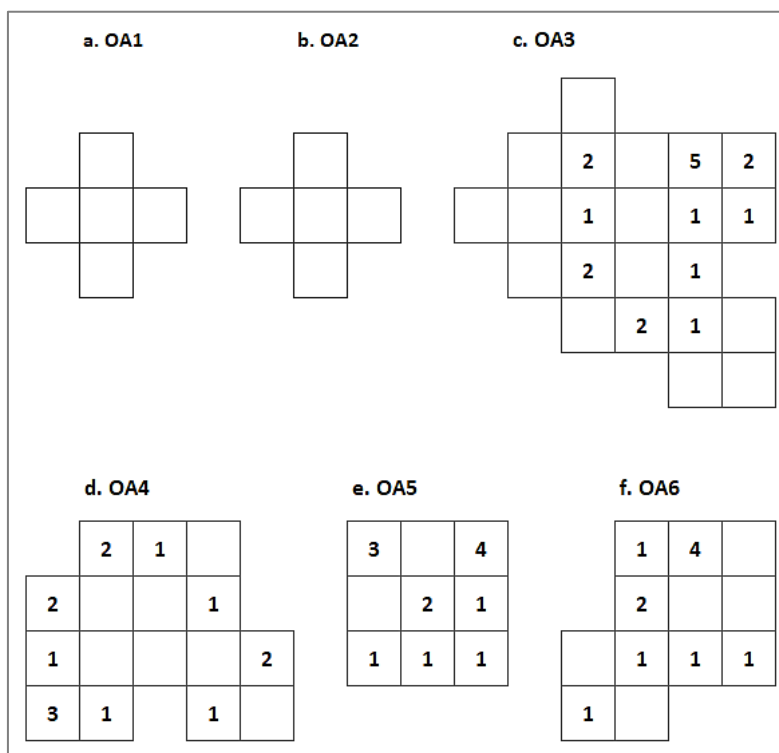 a. OA1 b. OA2 c. OA3
2 5 2
1 1 1
2 1
2 1
d. OA4 e. OA5 f. OA6
2 1 3 4 1 4
2 1 2 1 2
1 2 1 1 1 1 1 1
3 1 1 1